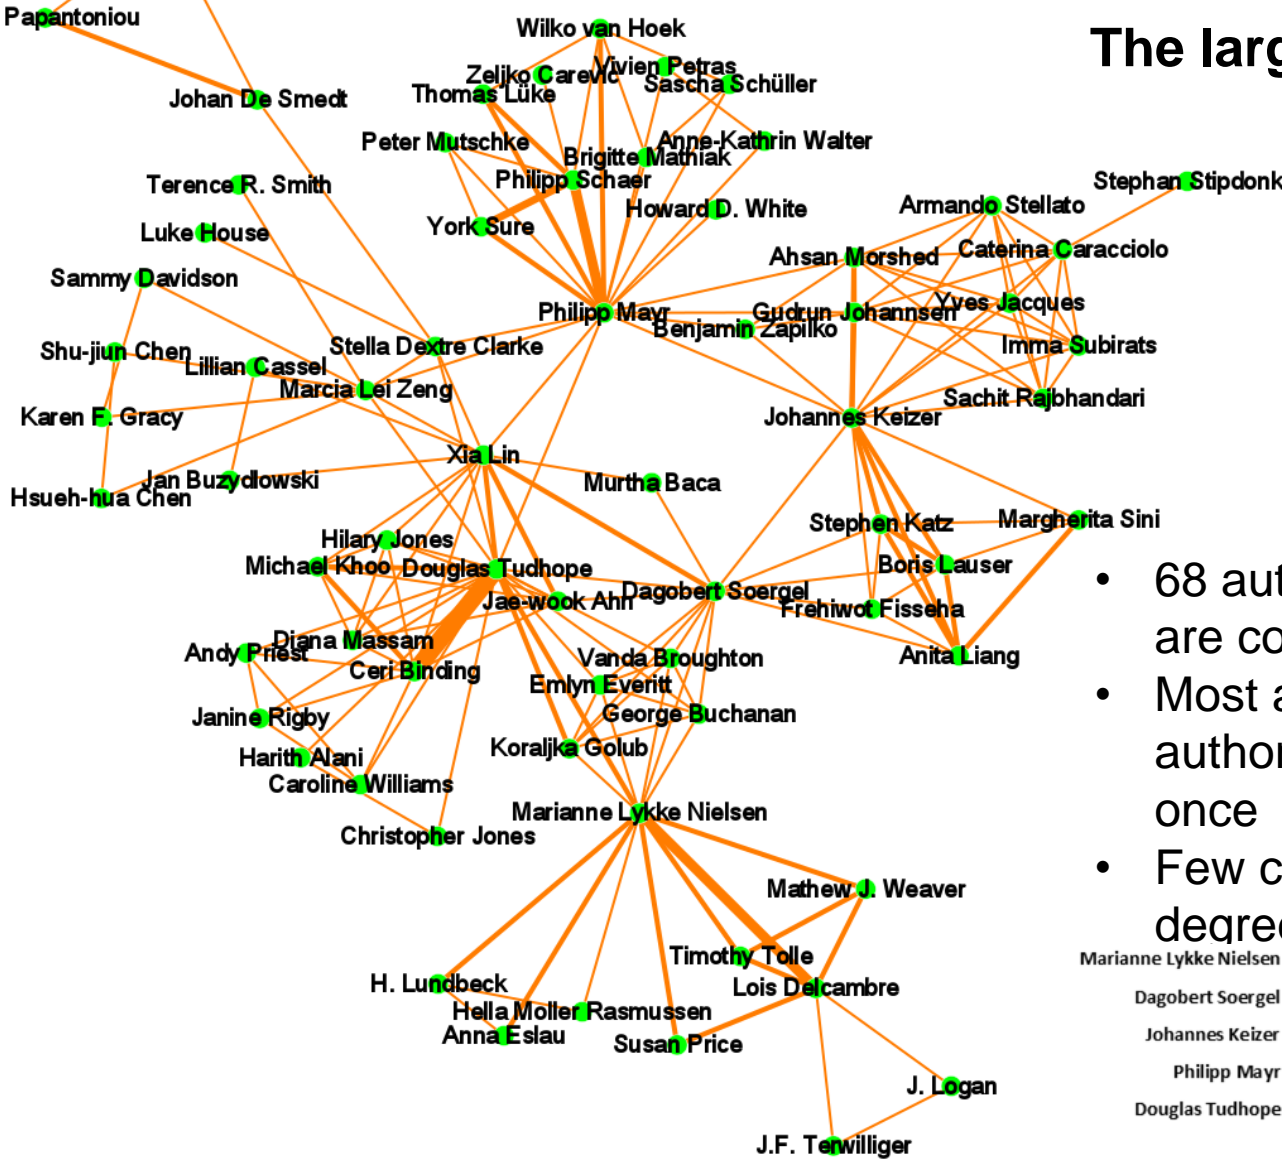 Papantoniou
Wilko van Hoek
The larg
Zeljko Carevic
Vivien Petras
Sascha Schüller
Thomas Lüke
Johan De Smedt
Peter Mutschke
Anne-Kathrin Walter
Brigitte Mathiak
Philipp Schaer
Stephan Stipdonk
Terence R. Smith
Howard D. White
Armando Stellato
York Sure
Luke House
Ahsan Morshed
Caterina Caracciolo
Sammy Davidson
Philipp Mayr
Gudrun Johannsen
Yves Jacques
Benjamin Zapilko
Stella Dextre Clarke
Imma Subirats
Shu-jiun Chen
Lillian Cassel
Marcia Lei Zeng
Sachit Rajbhandari
Karen F. Gracy
Johannes Keizer
Xia Lin
Jan Buzydlowski
Murtha Baca
Hsueh-hua Chen
Stephen Katz
Margherita Sini
Hilary Jones
Michael Khoo
Douglas Tudhope
Boris Lauser
• 68 aut
Jae-wook Ahn
Dagobert Soergel
Frehiwot Fisseha
are co
Diana Massam
Andy Priest
Ceri Binding
Vanda Broughton
Anita Liang
Emlyn Everitt
• Most a
George Buchanan
Janine Rigby
Koraljka Golub
author
Harith Alani
Caroline Williams
once
Marianne Lykke Nielsen
Christopher Jones
• Few c
Mathew J. Weaver
degree
Timothy Tolle
Marianne Lykke Nielsen
H. Lundbeck
Lois Delcambre
Dagobert Soergel
Hella Moller Rasmussen
Anna Eslau
Susan Price
Johannes Keizer
Philipp Mayr
J. Logan
Douglas Tudhope
J.F. Terwilliger